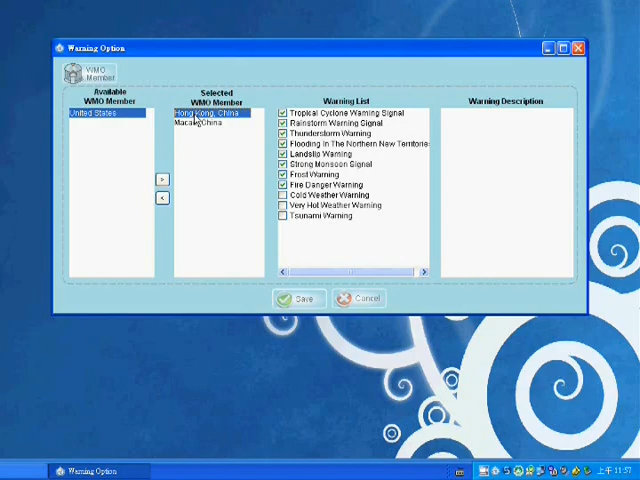 Warning Option
WMO
Member
Available
WMO Member
United States
>
<
Selected
WMO Member
Hong Kong, China
Macau, China
Warning List
Tropical Cyclone Warning Signal
Rainstorm Warning Signal
Thunderstorm Warning
Flooding In The Northern New Territories
Landslip Warning
Strong Monsoon Signal
Frost Warning
Fire Danger Warning
Cold Weather Warning
Very Hot Weather Warning
Tsunami Warning
Warning Description
Save
Cancel
Warning Option
上午 11:57